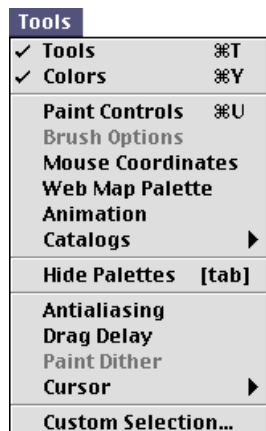 Tools
✓ Tools ⌘T
✓ Colors ⌘Y
Paint Controls ⌘U
Brush Options
Mouse Coordinates
Web Map Palette
Animation
Catalogs ▶
Hide Palettes [tab]
Antialiasing
Drag Delay
Paint Dither
Cursor ▶
Custom Selection...